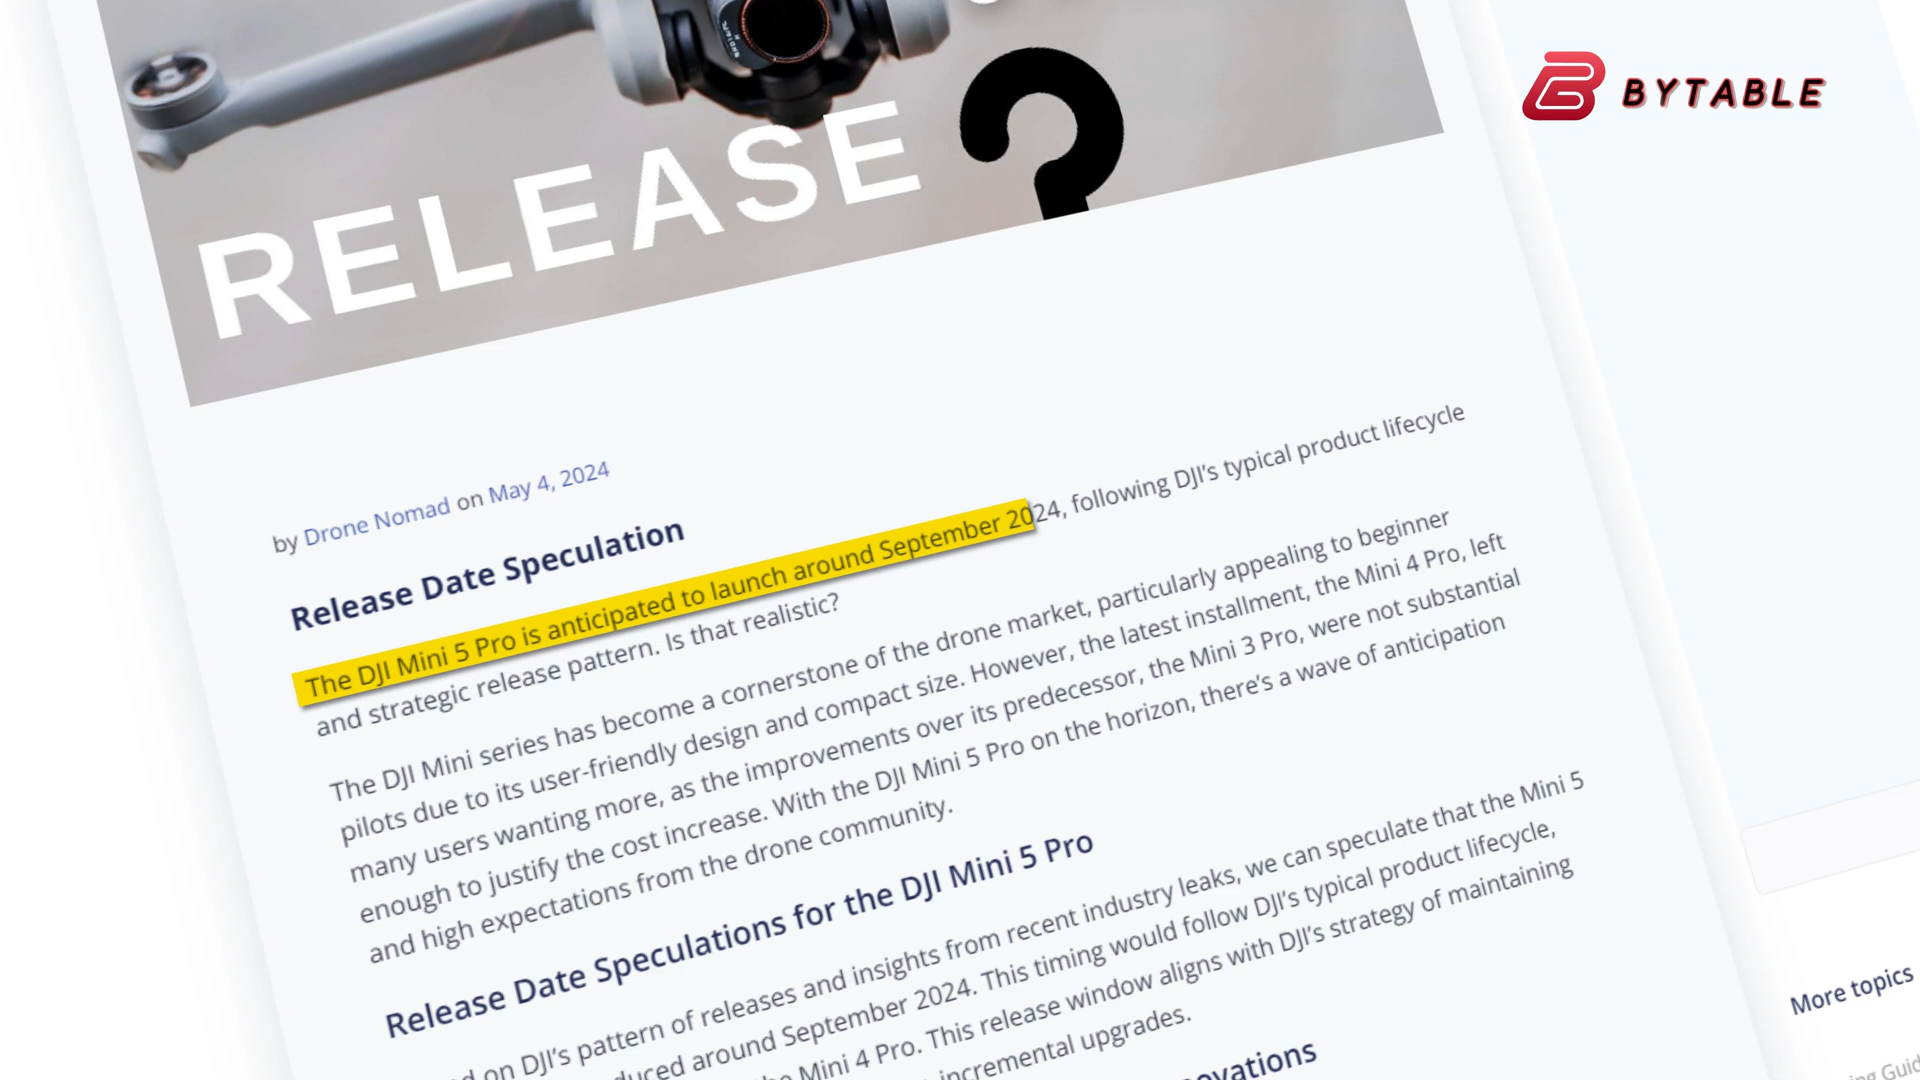 BYTABLE
RELEASE ?
by Drone Nomad on May 4, 2024
Release Date Speculation
The DJI Mini 5 Pro is anticipated to launch around September 2024, following DJI's typical product lifecycle
and strategic release pattern. Is that realistic?
The DJI Mini series has become a cornerstone of the drone market, particularly appealing to beginner
pilots due to its user-friendly design and compact size. However, the latest installment, the Mini 4 Pro, left
many users wanting more, as the improvements over its predecessor, the Mini 3 Pro, were not substantial
enough to justify the cost increase. With the DJI Mini 5 Pro on the horizon, there's a wave of anticipation
and high expectations from the drone community.
Release Date Speculations for the DJI Mini 5 Pro
on DJI's pattern of releases and insights from recent industry leaks, we can speculate that the Mini 5
around September 2024. This timing would follow DJI's typical product lifecycle,
Mini 4 Pro. This release window aligns with DJI's strategy of maintaining
incremental upgrades.
More topics